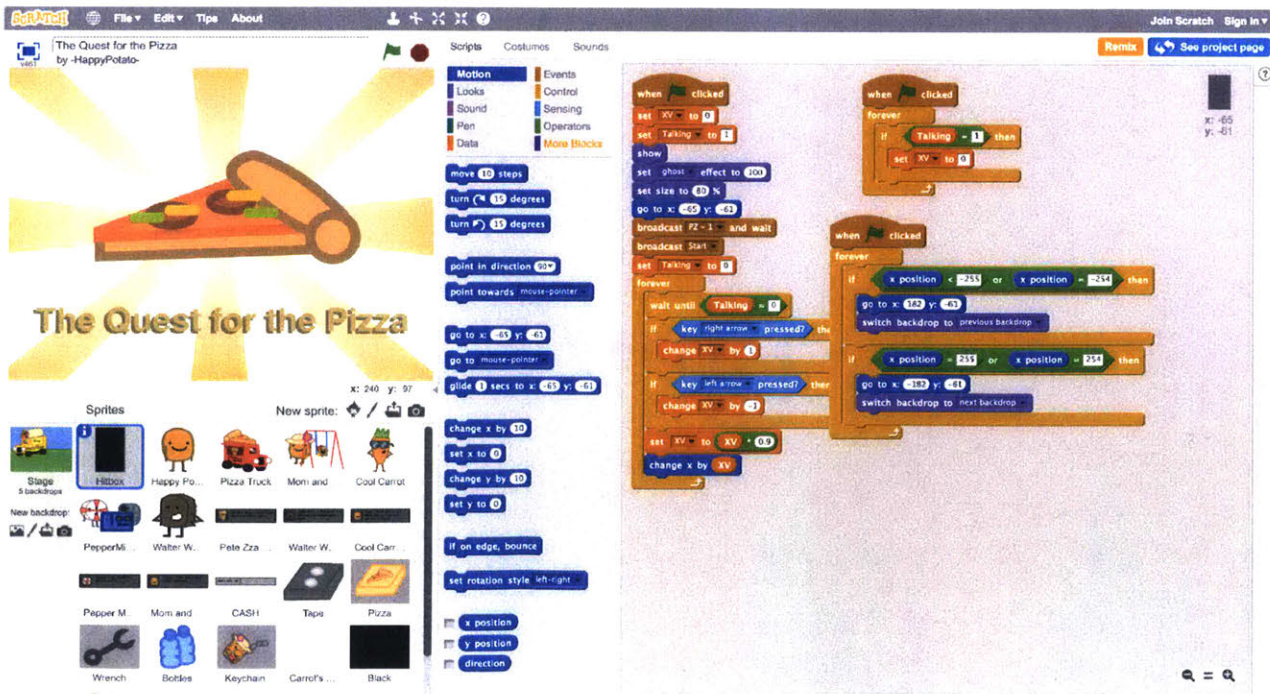 SCRATCH File Edit Tips About Join Scratch Sign in
v461 The Quest for the Pizza
by -HappyPotato-
Scripts Costumes Sounds
Remix See project page
The Quest for the Pizza
x: 240 y: 97
Sprites New sprite:
Stage
5 backdrops
New backdrop:
Hitbox Happy Po... Pizza Truck Mom and Cool Carrot
PepperMi... Walter W... Pete Zza ... Walter W.. Cool Carr...
Pepper M.. Mom and CASH Tape Pizza
Wrench Bottles Keychain Carrot's ... Black
Motion Events
Looks Control
Sound Sensing
Pen Operators
Data More Blocks
move 10 steps
turn 15 degrees
turn 15 degrees
point in direction 90
point towards mouse-pointer
go to x: -65 y: -61
go to mouse-pointer
glide 1 secs to x: -65 y: -61
change x by 10
set x to 0
change y by 10
set y to 0
if on edge, bounce
set rotation style left-right
x position
y position
direction
when clicked
set XV to 0
set Talking to 1
show
set ghost effect to 100
set size to 80 %
go to x: -65 y: -61
broadcast PZ - 1 and wait
broadcast Start
set Talking to 0
forever
wait until Talking = 0
if key right arrow pressed? then
change XV by 1
if key left arrow pressed? then
change XV by -1
set XV to XV * 0.9
change x by XV
when clicked
forever
if Talking = 1 then
set XV to 0
when clicked
forever
if x position < -255 or x position = -254 then
go to x: 182 y: -61
switch backdrop to previous backdrop
if x position = 255 or x position = 254 then
go to x: -182 y: -61
switch backdrop to next backdrop
x: -65
y: -61